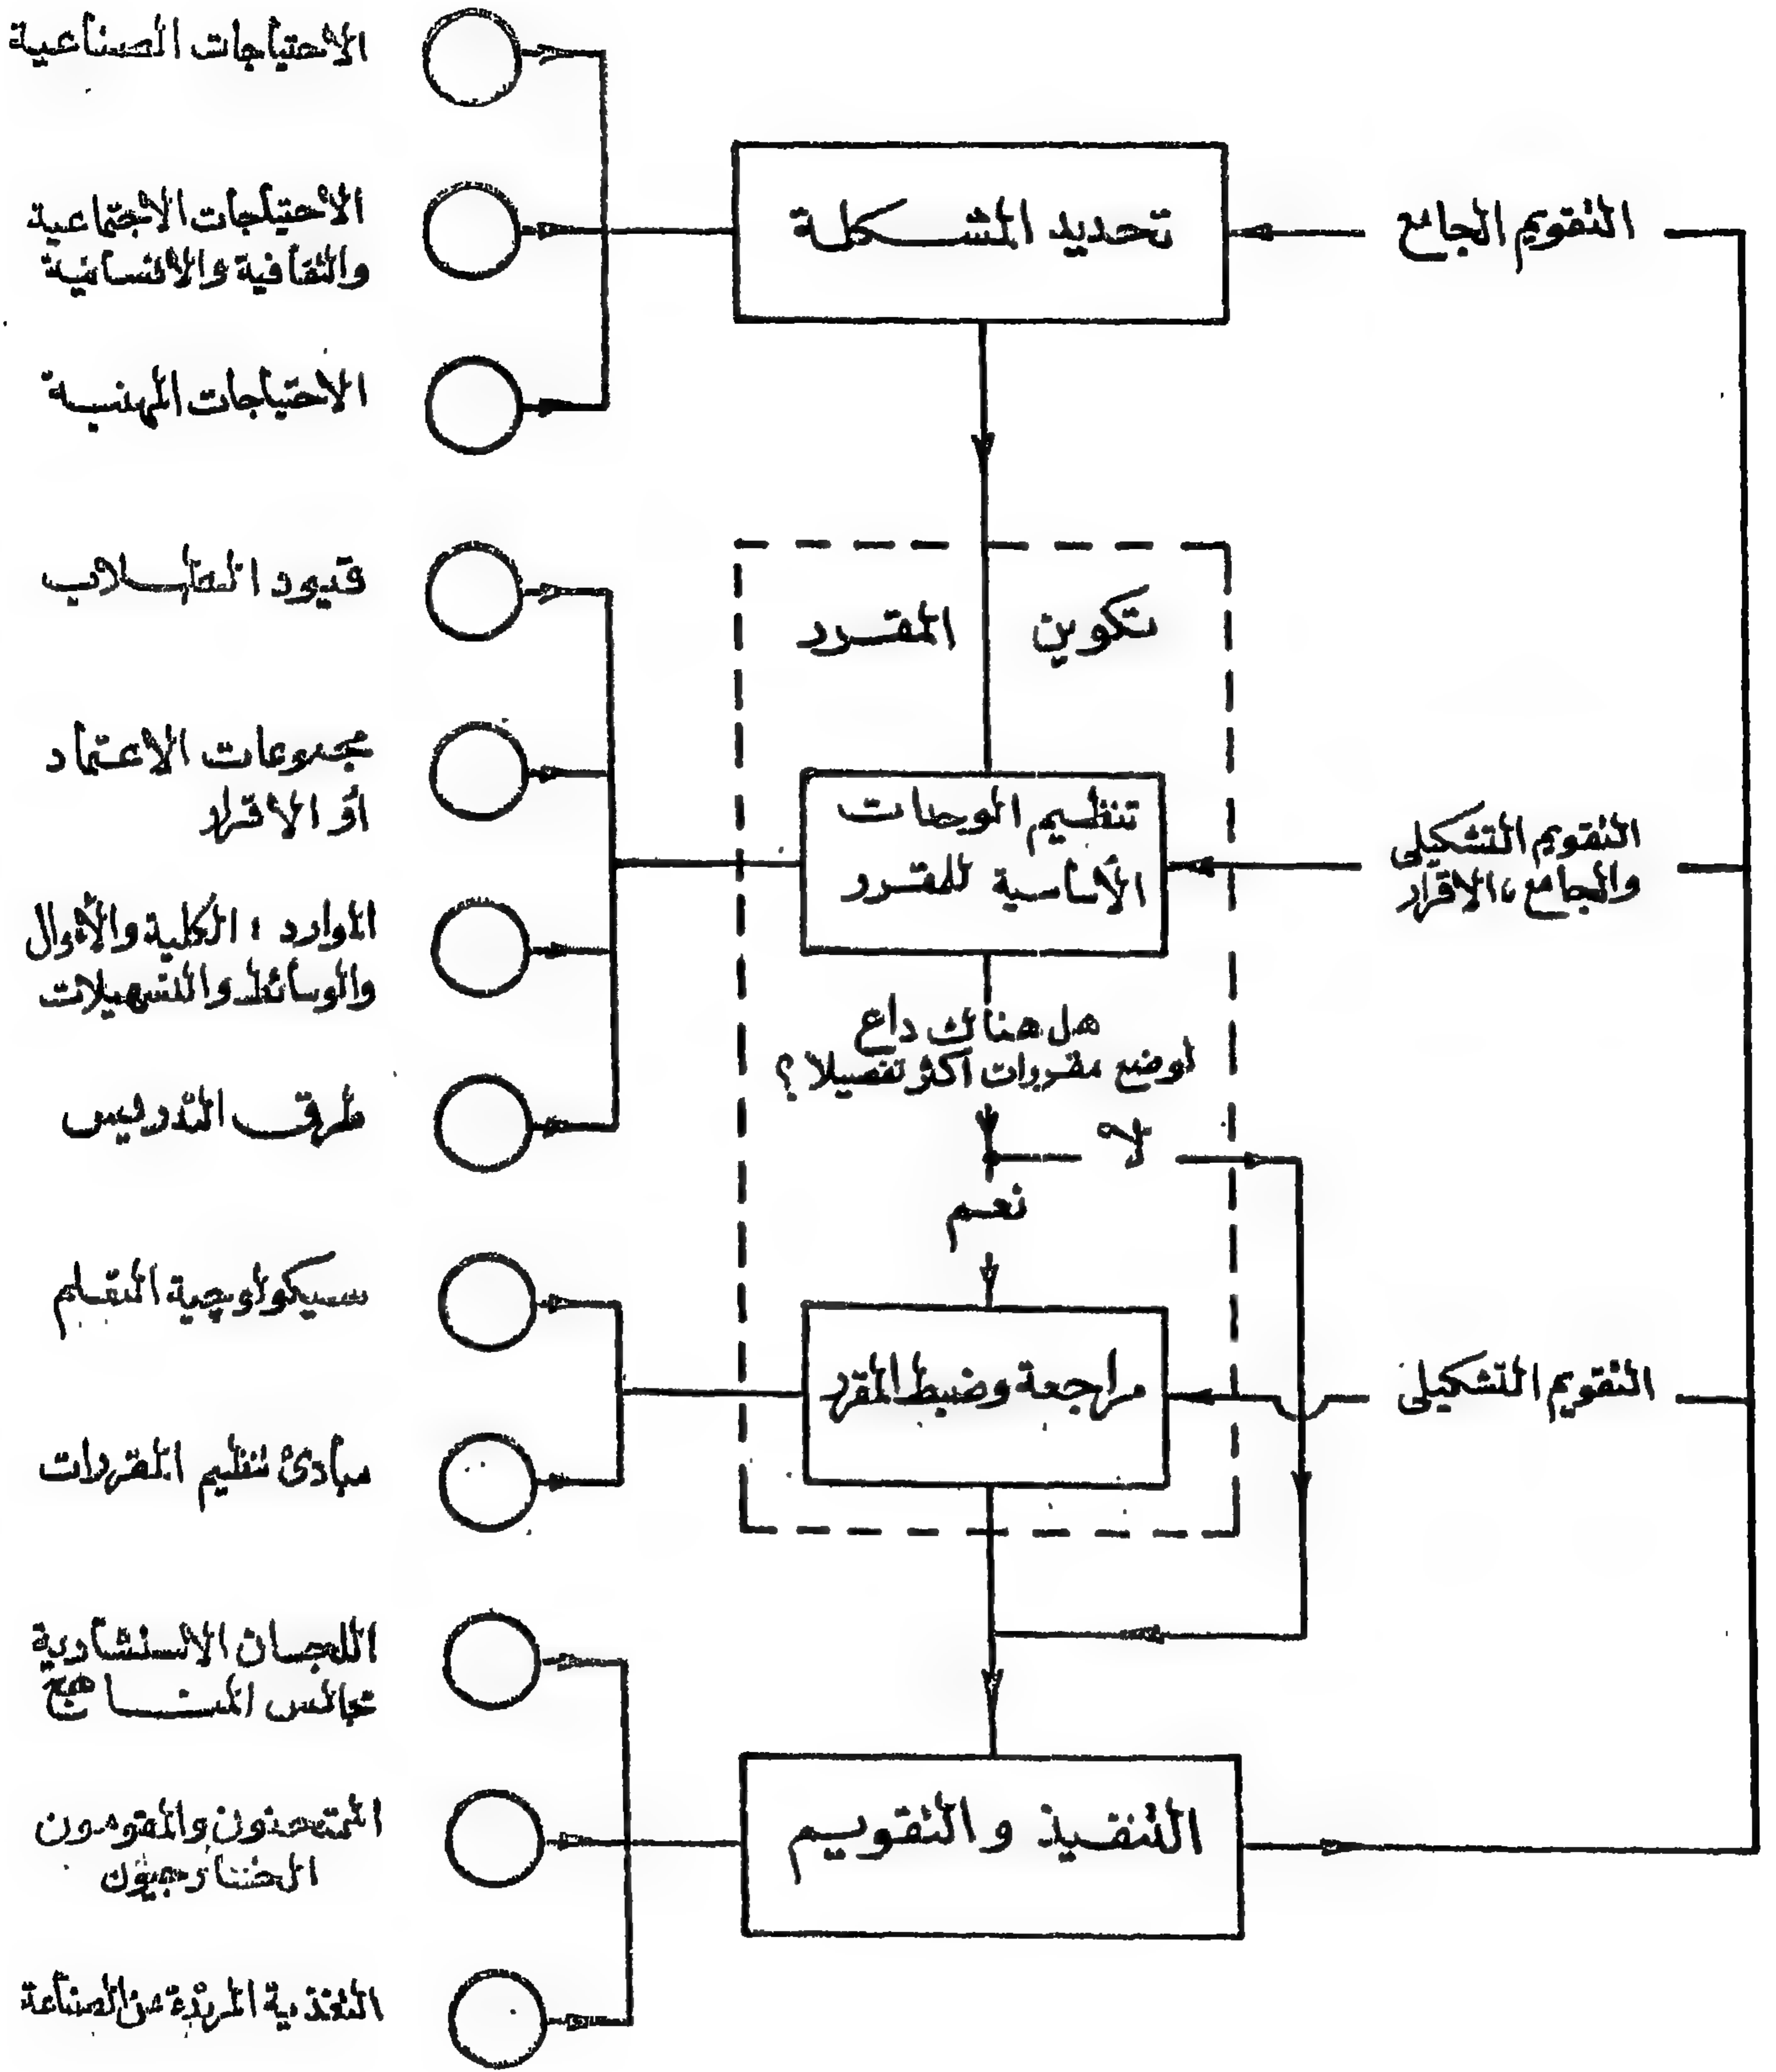 الاحتياجات الصناعية
تحديد المشكلة
التقويم الجامع
الاحتياجات الاجتماعية
والثقافية والانسانية
الاحتياجات المهنية
قيود الطلاب
تكوين المقرر
مجموعات الاعتماد
أو الاقرار
تنظيم الوحدات
الأساسية للمقرر
التقويم التشكيلى
والجامع ، الاقرار
الموارد : الكلية والأموال
والوسائط والتسهيلات
هل هناك داع
لوضع مقررات أكثر تفصيلا ؟
طرق التدريس
لا
نعم
سيكولوجية التعلم
مراجعة وضبط المقرر
التقويم التشكيلى
مبادئ تنظيم المقررات
اللجان الاستشارية
مجالس المناهج
الممتحنون والمقومون
الخارجيون
التنفيذ والتقويم
التغذية المرتدة من الصناعة